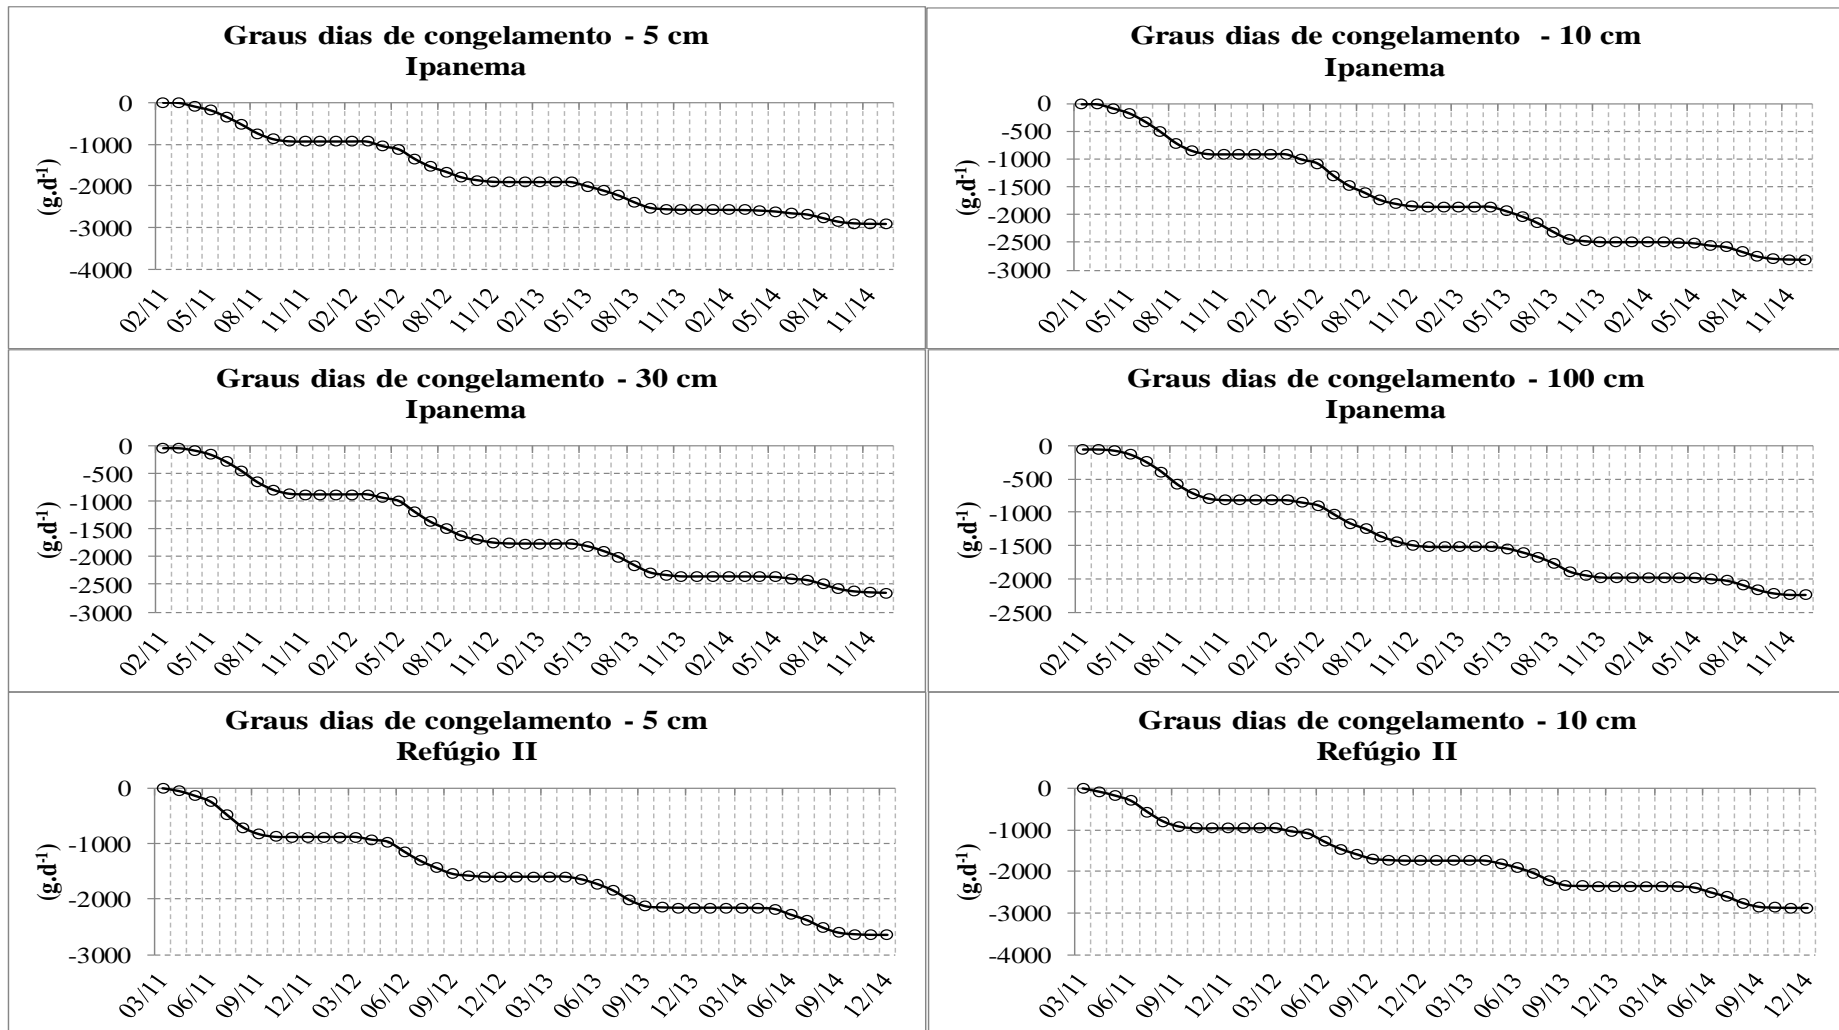 Graus dias de congelamento - 5 cm
Ipanema
(g.d-1)
0
-1000
-2000
-3000
-4000
02/11 05/11 08/11 11/11 02/12 05/12 08/12 11/12 02/13 05/13 08/13 11/13 02/14 05/14 08/14 11/14
Graus dias de congelamento - 10 cm
Ipanema
(g.d-1)
0
-500
-1000
-1500
-2000
-2500
-3000
02/11 05/11 08/11 11/11 02/12 05/12 08/12 11/12 02/13 05/13 08/13 11/13 02/14 05/14 08/14 11/14
Graus dias de congelamento - 30 cm
Ipanema
(g.d-1)
0
-500
-1000
-1500
-2000
-2500
-3000
02/11 05/11 08/11 11/11 02/12 05/12 08/12 11/12 02/13 05/13 08/13 11/13 02/14 05/14 08/14 11/14
Graus dias de congelamento - 100 cm
Ipanema
(g.d-1)
0
-500
-1000
-1500
-2000
-2500
02/11 05/11 08/11 11/11 02/12 05/12 08/12 11/12 02/13 05/13 08/13 11/13 02/14 05/14 08/14 11/14
Graus dias de congelamento - 5 cm
Refúgio II
(g.d-1)
0
-1000
-2000
-3000
03/11 06/11 09/11 12/11 03/12 06/12 09/12 12/12 03/13 06/13 09/13 12/13 03/14 06/14 09/14 12/14
Graus dias de congelamento - 10 cm
Refúgio II
(g.d-1)
0
-1000
-2000
-3000
-4000
03/11 06/11 09/11 12/11 03/12 06/12 09/12 12/12 03/13 06/13 09/13 12/13 03/14 06/14 09/14 12/14